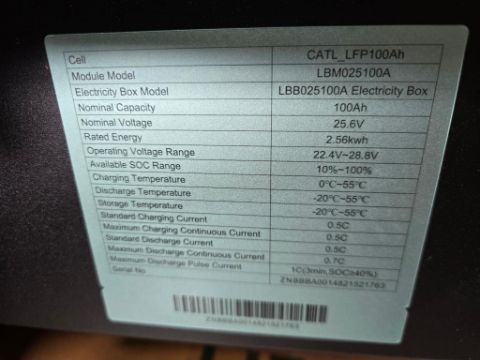 Cell CATL_LFP100Ah
Module Model LBM025100A
Electricity Box Model LBB025100A Electricity Box
Nominal Capacity 100Ah
Nominal Voltage 25.6V
Rated Energy 2.56kwh
Operating Voltage Range 22.4V~28.8V
Available SOC Range 10%~100%
Charging Temperature 0℃~55℃
Discharge Temperature -20℃~55℃
Storage Temperature -20℃~55℃
Standard Charging Current 0.5C
Maximum Charging Continuous Current 0.5C
Standard Discharge Current 0.5C
Maximum Discharge Continuous Current 0.7C
Maximum Discharge Pulse Current 1C(3min,SOC≥40%)
Serial No ZNBBBA0014821521763
ZNBBBA0014821521763